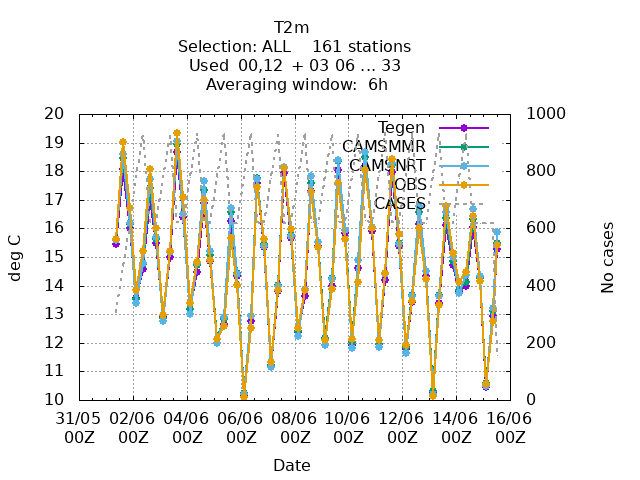 T2m
Selection: ALL    161 stations
Used  00,12  + 03 06 ... 33
Averaging window:  6h
20
19
18
17
16
15
14
13
12
11
10
deg C
1000
800
600
400
200
0
No cases
Tegen
CAMSMMR
CAMSNRT
OBS
CASES
31/05 02/06 04/06 06/06 08/06 10/06 12/06 14/06 16/06
00Z 00Z 00Z 00Z 00Z 00Z 00Z 00Z 00Z
Date